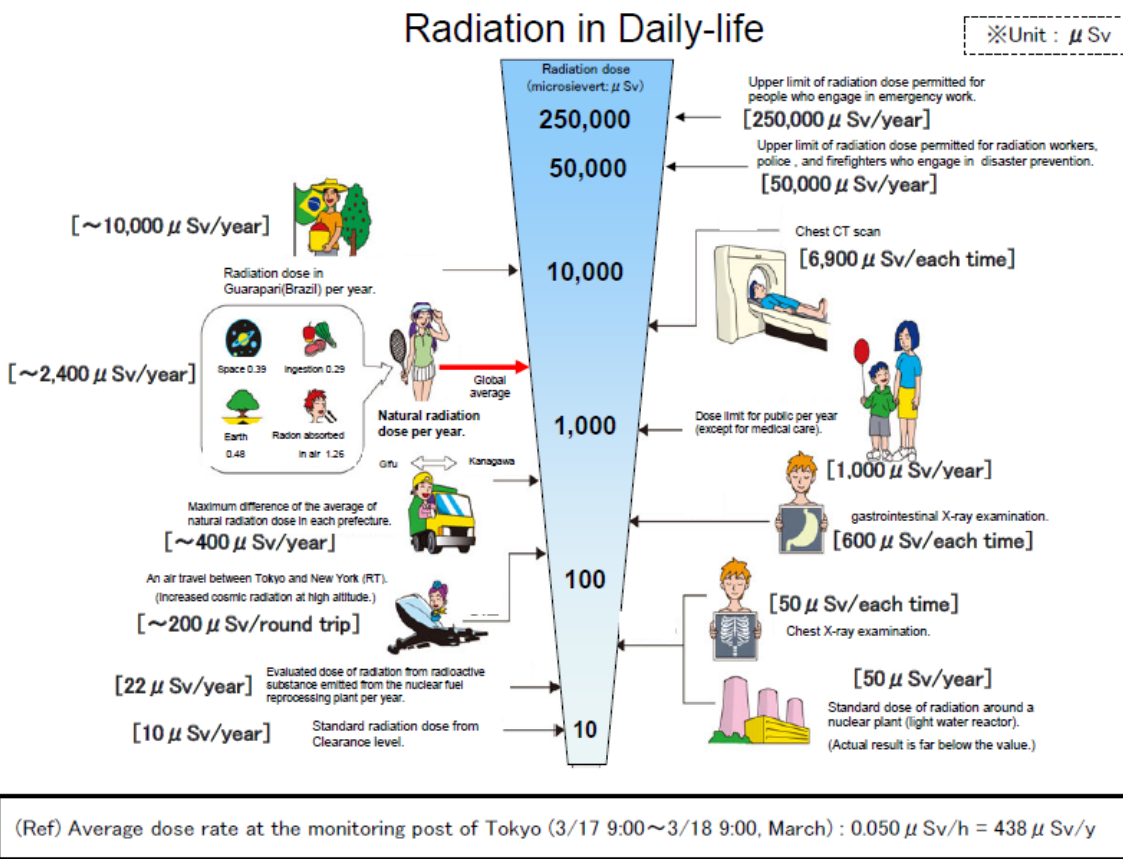 Radiation in Daily-life
※Unit : μ Sv
Radiation dose
(microsievert: μ Sv)
250,000
50,000
10,000
1,000
100
10
Upper limit of radiation dose permitted for
people who engage in emergency work.
[250,000 μ Sv/year]
Upper limit of radiation dose permitted for radiation workers,
police , and firefighters who engage in disaster prevention.
[50,000 μ Sv/year]
[~10,000 μ Sv/year]
Radiation dose in
Guarapari(Brazil) per year.
Chest CT scan
[6,900 μ Sv/each time]
[~2,400 μ Sv/year]
Space 0.39
Ingestion 0.29
Earth
0.48
Radon absorbed
in air 1.26
Global
average
Natural radiation
dose per year.
Dose limit for public per year
(except for medical care).
[1,000 μ Sv/year]
Gifu
Kanagawa
Maximum difference of the average of
natural radiation dose in each prefecture.
[~400 μ Sv/year]
gastrointestinal X-ray examination.
[600 μ Sv/each time]
An air travel between Tokyo and New York (RT).
(Increased cosmic radiation at high altitude.)
[~200 μ Sv/round trip]
[50 μ Sv/each time]
Chest X-ray examination.
[22 μ Sv/year]
Evaluated dose of radiation from radioactive
substance emitted from the nuclear fuel
reprocessing plant per year.
[50 μ Sv/year]
Standard dose of radiation around a
nuclear plant (light water reactor).
(Actual result is far below the value.)
[10 μ Sv/year]
Standard radiation dose from
Clearance level.
(Ref) Average dose rate at the monitoring post of Tokyo (3/17 9:00~3/18 9:00, March) : 0.050 μ Sv/h = 438 μ Sv/y